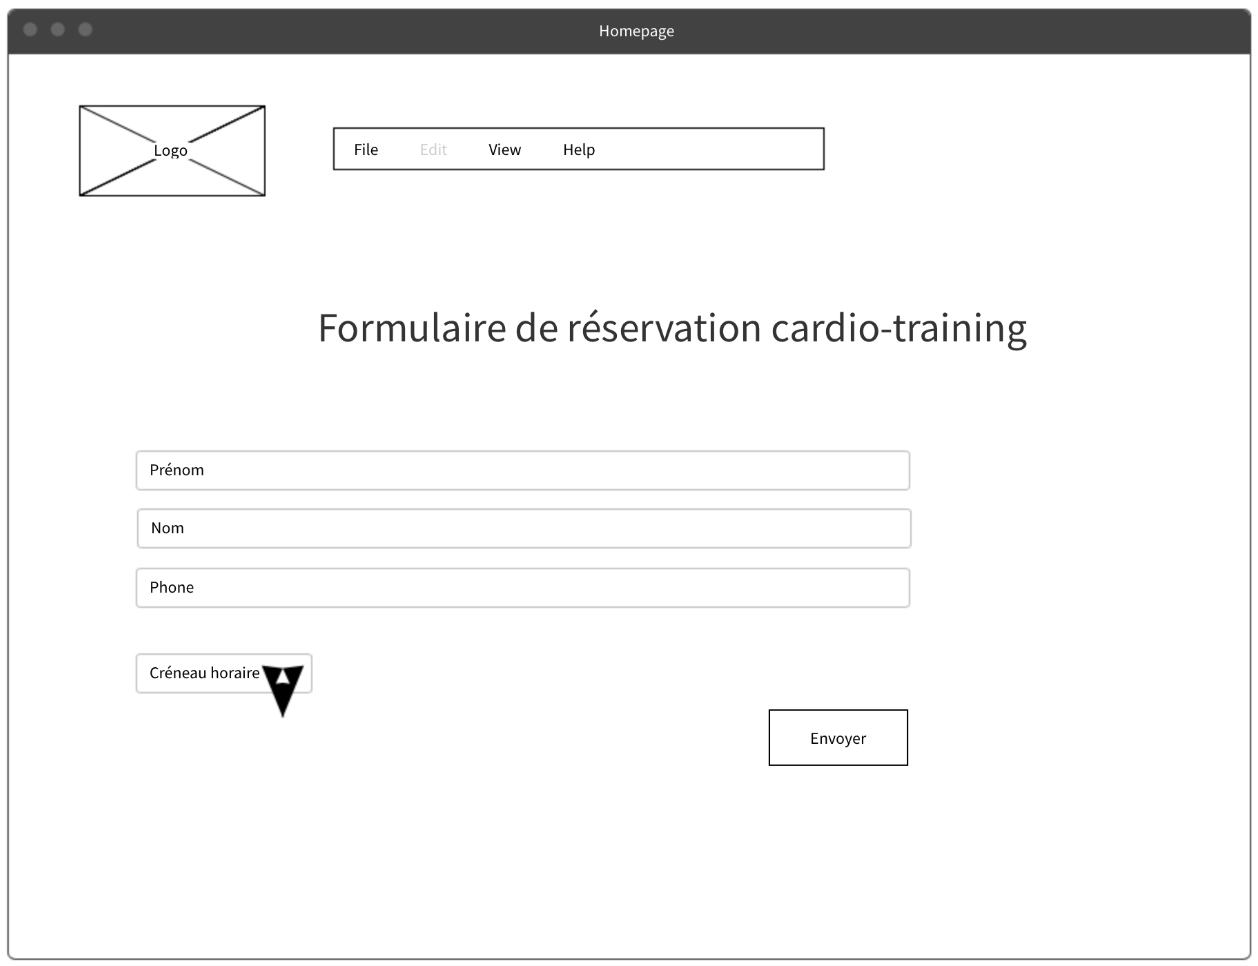 Homepage
Logo
File Edit View Help
Formulaire de réservation cardio-training
Prénom
Nom
Phone
Créneau horaire
Envoyer